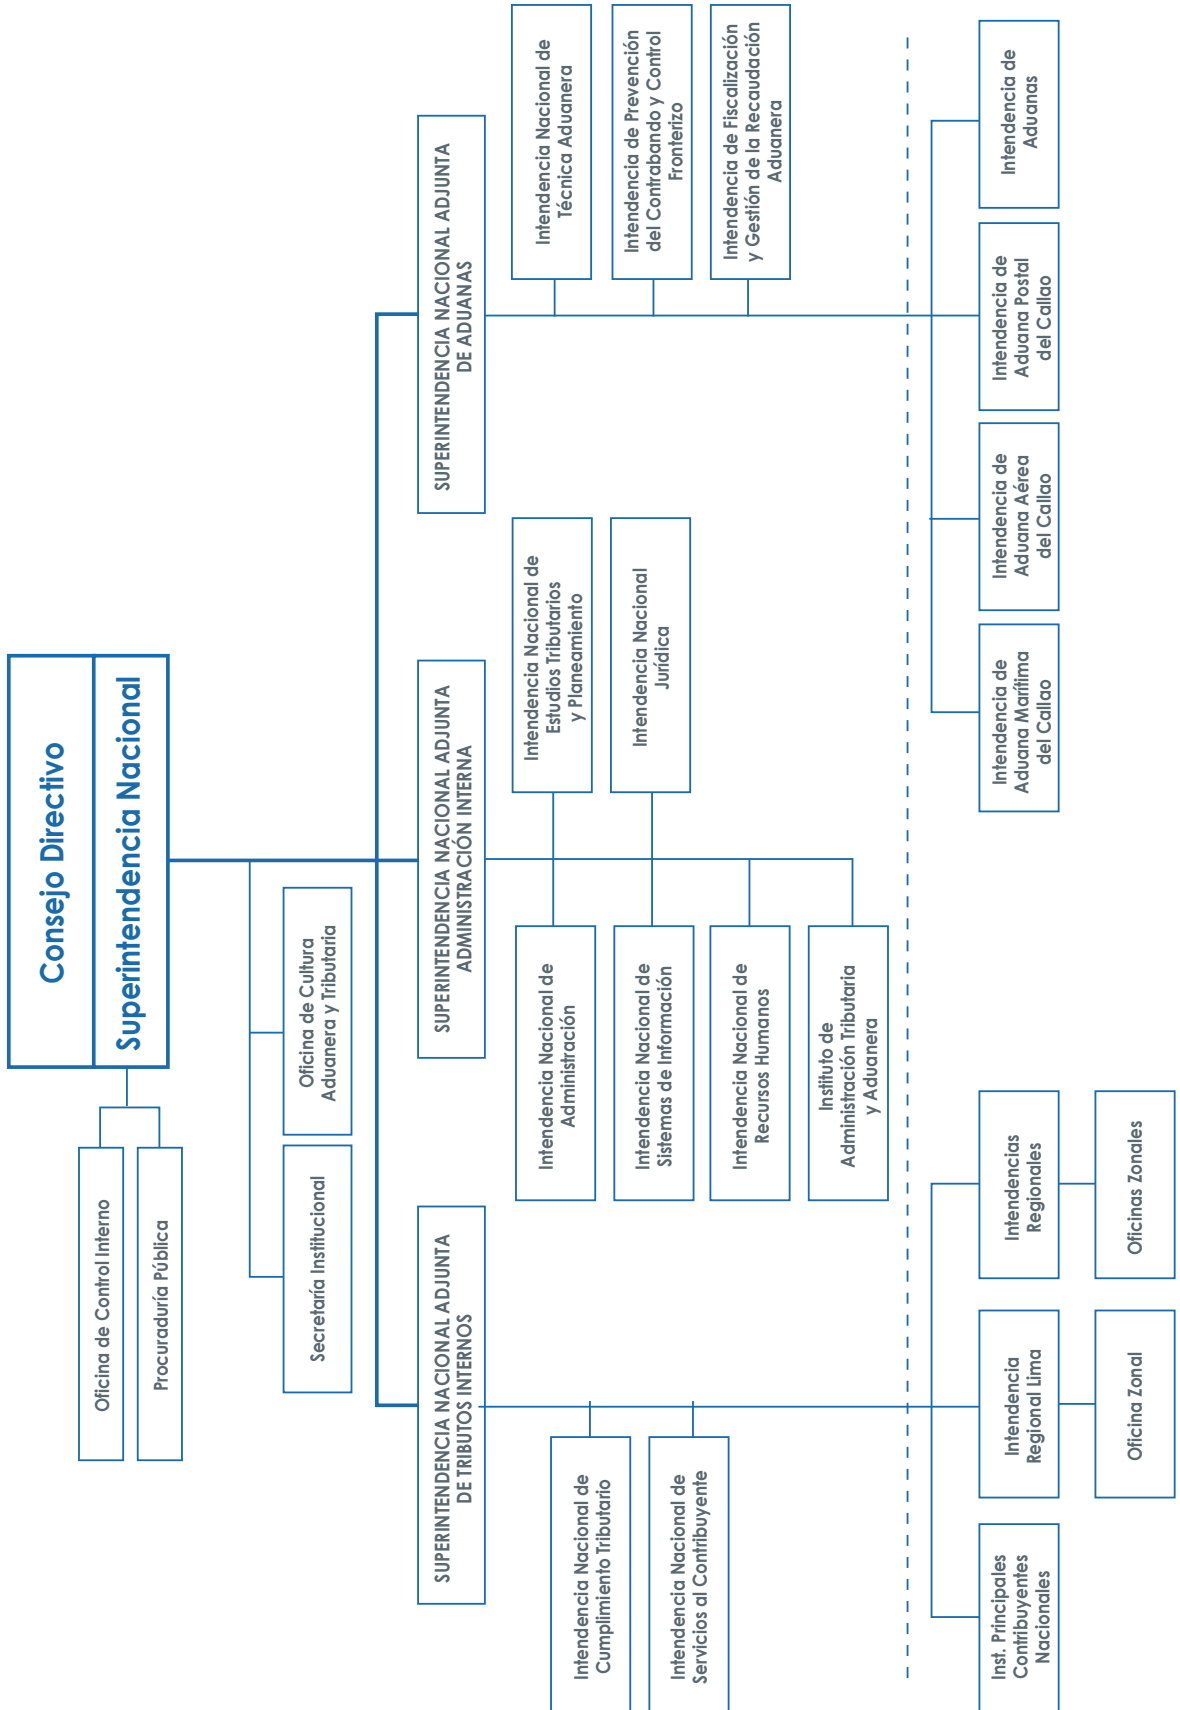 Consejo Directivo
Superintendencia Nacional
Oficina de Control Interno
Procuraduría Pública
Secretaría Institucional
Oficina de Cultura
Aduanera y Tributaria
SUPERINTENDENCIA NACIONAL ADJUNTA
DE TRIBUTOS INTERNOS
SUPERINTENDENCIA NACIONAL ADJUNTA
ADMINISTRACIÓN INTERNA
SUPERINTENDENCIA NACIONAL ADJUNTA
DE ADUANAS
Intendencia Nacional de
Cumplimiento Tributario
Intendencia Nacional de
Servicios al Contribuyente
Intendencia Nacional de
Administración
Intendencia Nacional de
Sistemas de Información
Intendencia Nacional de
Recursos Humanos
Instituto de
Administración Tributaria
y Aduanera
Intendencia Nacional de
Estudios Tributarios
y Planeamiento
Intendencia Nacional
Jurídica
Intendencia Nacional de
Técnica Aduanera
Intendencia de Prevención
del Contrabando y Control
Fronterizo
Intendencia de Fiscalización
y Gestión de la Recaudación
Aduanera
Inst. Principales
Contribuyentes
Nacionales
Intendencia
Regional Lima
Intendencias
Regionales
Oficina Zonal
Oficinas Zonales
Intendencia de
Aduana Marítima
del Callao
Intendencia de
Aduana Aérea
del Callao
Intendencia de
Aduana Postal
del Callao
Intendencia de
Aduanas